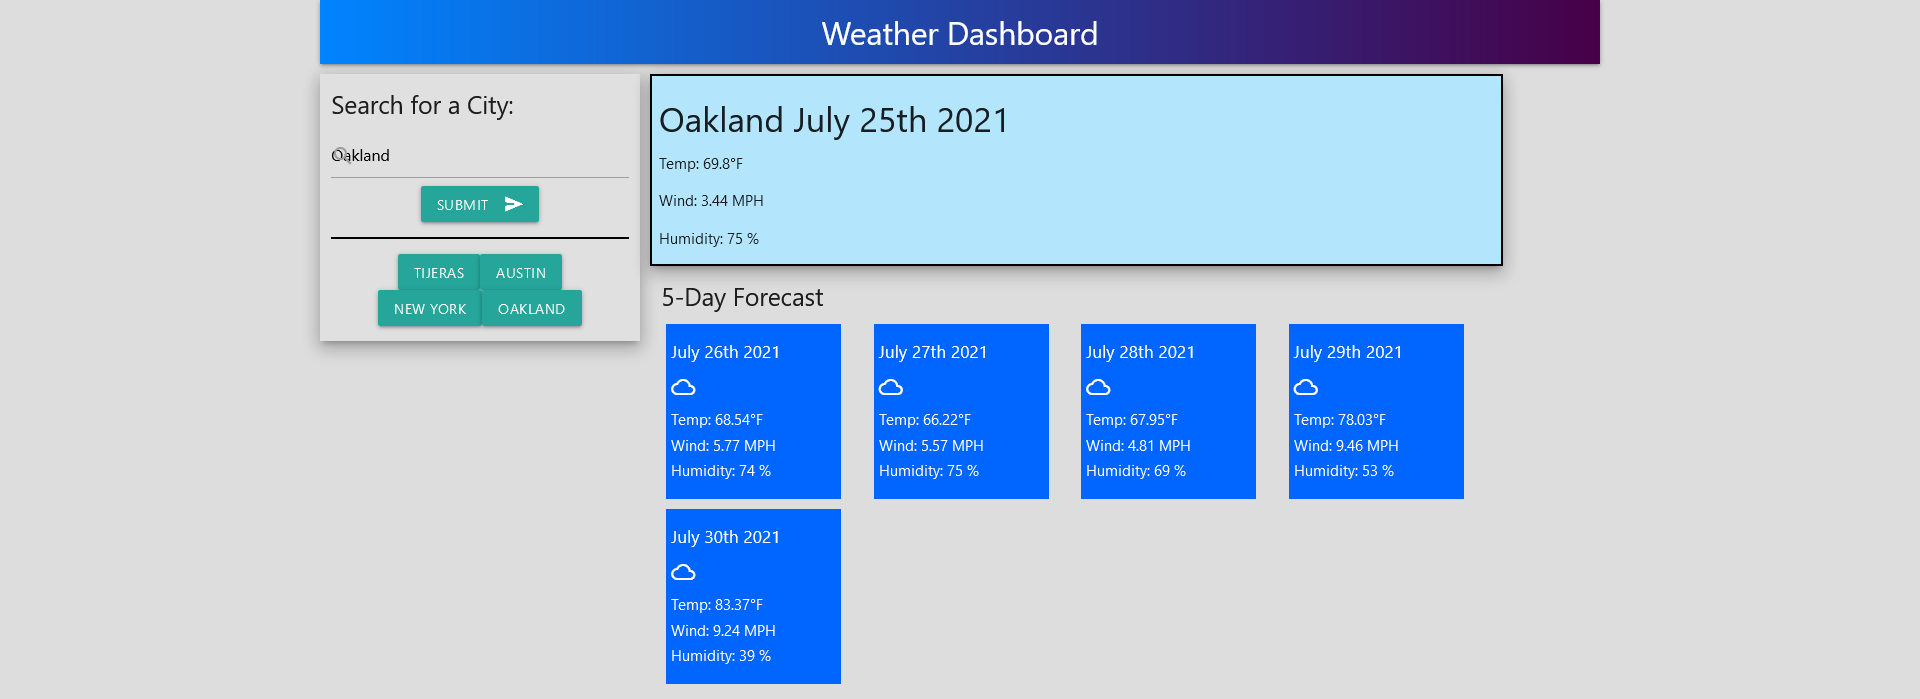 Weather Dashboard
Search for a City:
Oakland
SUBMIT
TIJERAS AUSTIN
NEW YORK OAKLAND
Oakland July 25th 2021
Temp: 69.8°F
Wind: 3.44 MPH
Humidity: 75 %
5-Day Forecast
July 26th 2021
Temp: 68.54°F
Wind: 5.77 MPH
Humidity: 74 %
July 27th 2021
Temp: 66.22°F
Wind: 5.57 MPH
Humidity: 75 %
July 28th 2021
Temp: 67.95°F
Wind: 4.81 MPH
Humidity: 69 %
July 29th 2021
Temp: 78.03°F
Wind: 9.46 MPH
Humidity: 53 %
July 30th 2021
Temp: 83.37°F
Wind: 9.24 MPH
Humidity: 39 %